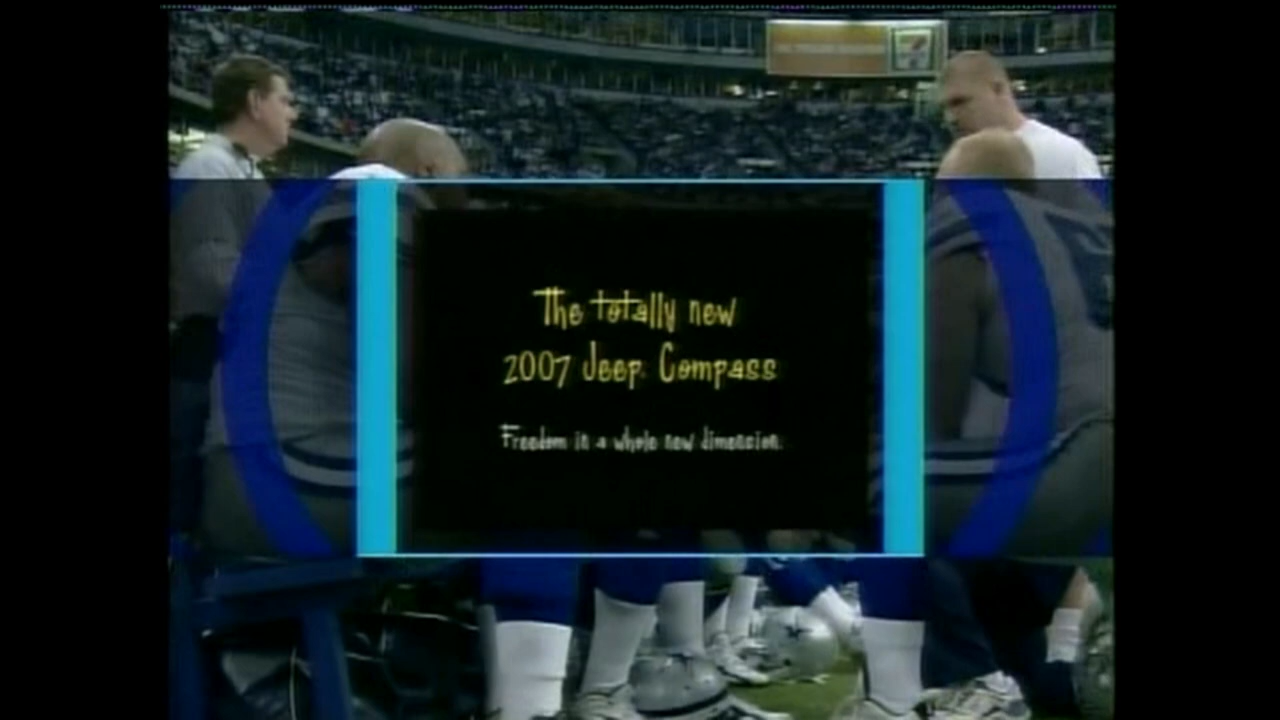 The totally new
2007 Jeep Compass
Freedom in a whole new dimension.